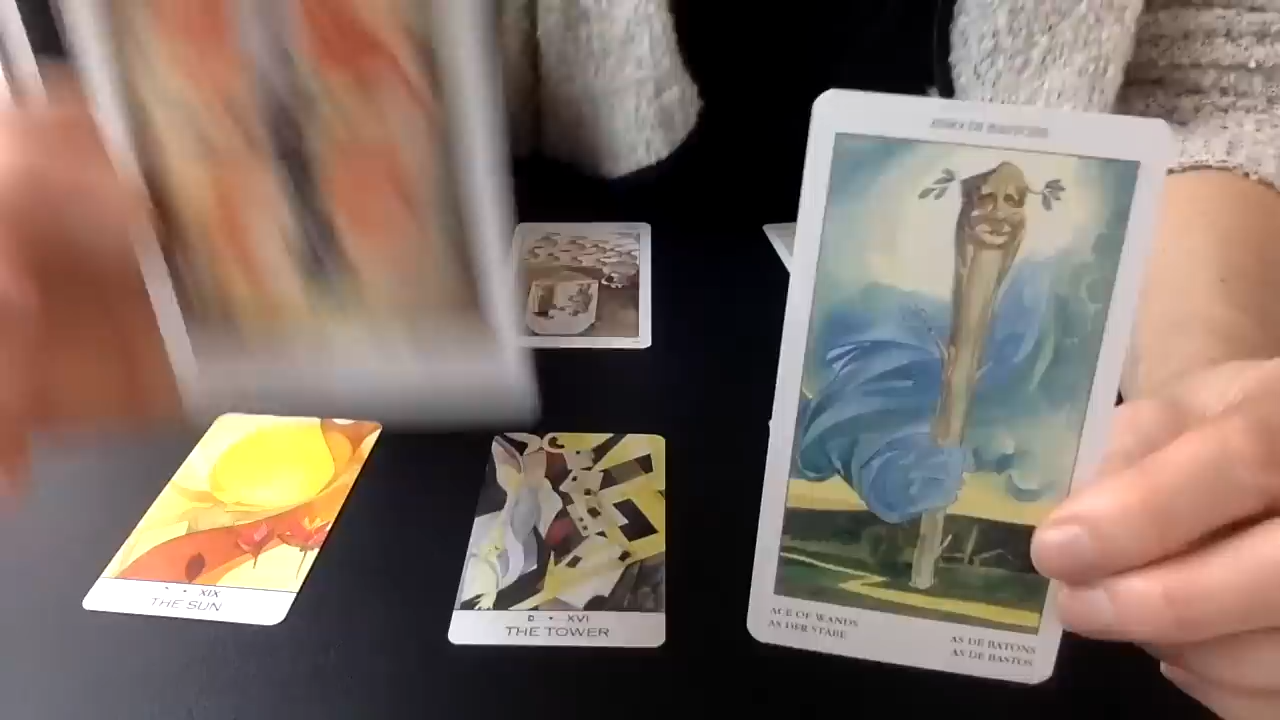 XIX
THE SUN
XVI
THE TOWER
ACE OF WANDS
AS DER STÄBE
AS DE BATONS
AS DE BASTOS